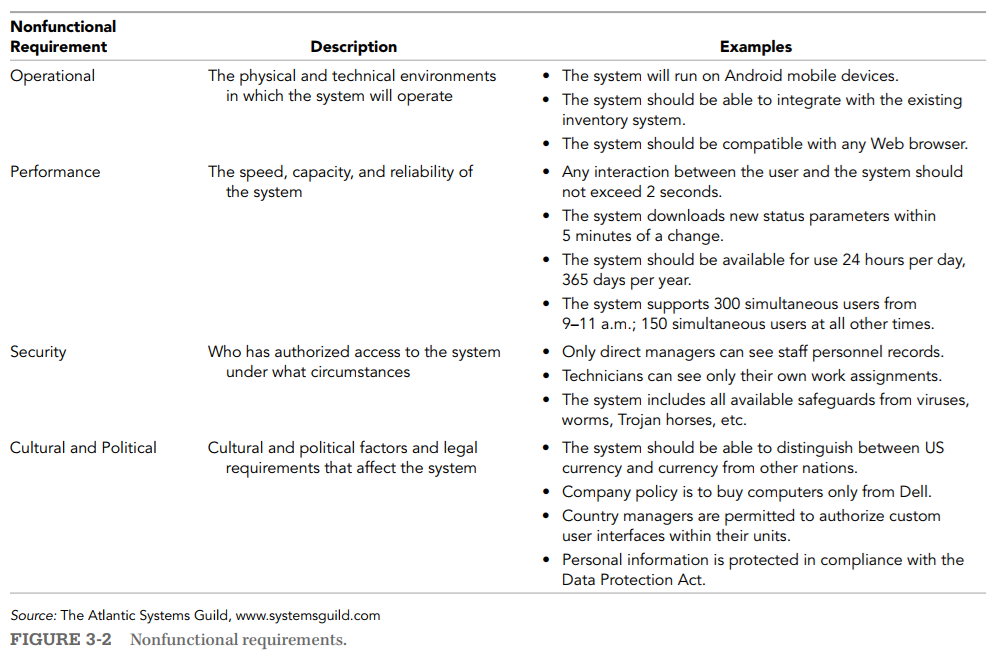 Nonfunctional
Requirement
Description
Examples
Operational
The physical and technical environments
in which the system will operate
• The system will run on Android mobile devices.
• The system should be able to integrate with the existing
inventory system.
• The system should be compatible with any Web browser.
Performance
The speed, capacity, and reliability of
the system
• Any interaction between the user and the system should
not exceed 2 seconds.
• The system downloads new status parameters within
5 minutes of a change.
• The system should be available for use 24 hours per day,
365 days per year.
• The system supports 300 simultaneous users from
9–11 a.m.; 150 simultaneous users at all other times.
Security
Who has authorized access to the system
under what circumstances
• Only direct managers can see staff personnel records.
• Technicians can see only their own work assignments.
• The system includes all available safeguards from viruses,
worms, Trojan horses, etc.
Cultural and Political
Cultural and political factors and legal
requirements that affect the system
• The system should be able to distinguish between US
currency and currency from other nations.
• Company policy is to buy computers only from Dell.
• Country managers are permitted to authorize custom
user interfaces within their units.
• Personal information is protected in compliance with the
Data Protection Act.
Source: The Atlantic Systems Guild, www.systemsguild.com
FIGURE 3-2 Nonfunctional requirements.